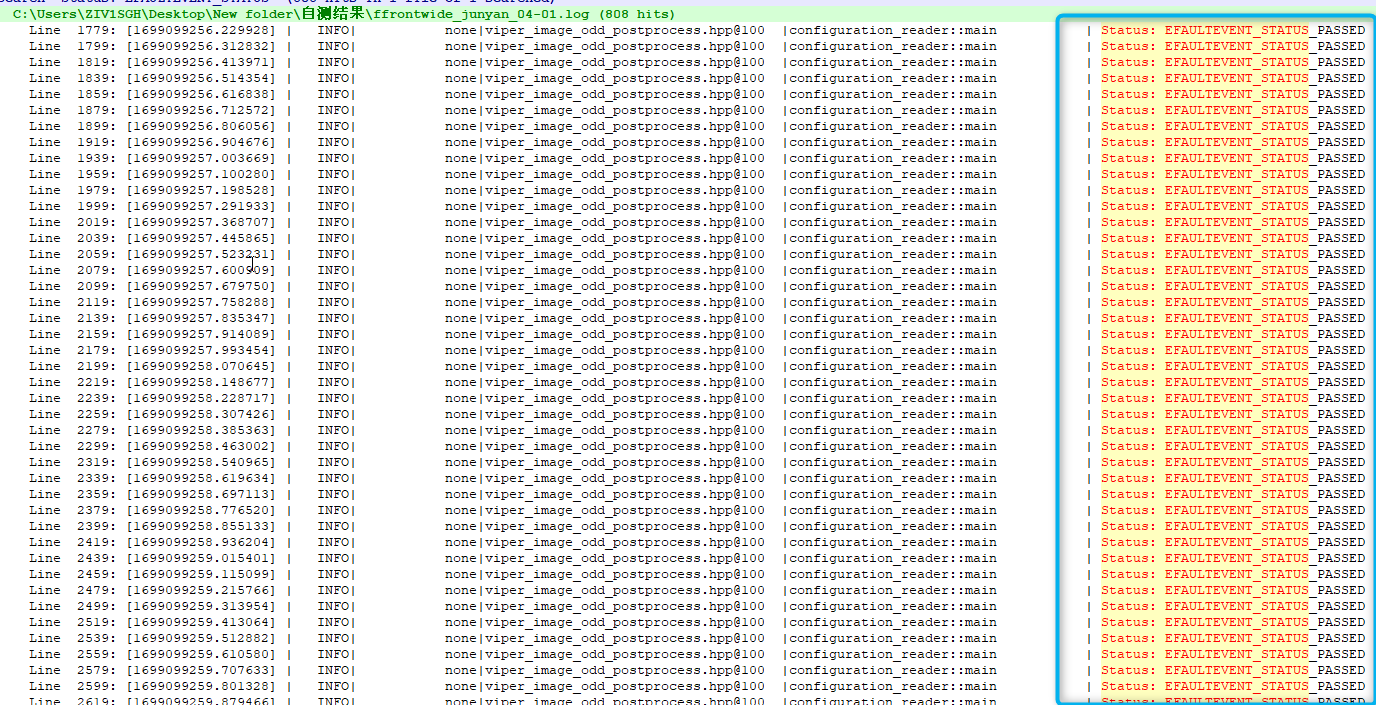 C:\Users\ZIV1SGH\Desktop\New folder\自测结果\ffrontwide_junyan_04-01.log (808 hits)
Line 1779: [1699099256.229928] | INFO| none|viper_image_odd_postprocess.hpp@100 |configuration_reader::main | Status: EFAULTEVENT_STATUS_PASSED
Line 1799: [1699099256.312832] | INFO| none|viper_image_odd_postprocess.hpp@100 |configuration_reader::main | Status: EFAULTEVENT_STATUS_PASSED
Line 1819: [1699099256.413971] | INFO| none|viper_image_odd_postprocess.hpp@100 |configuration_reader::main | Status: EFAULTEVENT_STATUS_PASSED
Line 1839: [1699099256.514354] | INFO| none|viper_image_odd_postprocess.hpp@100 |configuration_reader::main | Status: EFAULTEVENT_STATUS_PASSED
Line 1859: [1699099256.616838] | INFO| none|viper_image_odd_postprocess.hpp@100 |configuration_reader::main | Status: EFAULTEVENT_STATUS_PASSED
Line 1879: [1699099256.712572] | INFO| none|viper_image_odd_postprocess.hpp@100 |configuration_reader::main | Status: EFAULTEVENT_STATUS_PASSED
Line 1899: [1699099256.806056] | INFO| none|viper_image_odd_postprocess.hpp@100 |configuration_reader::main | Status: EFAULTEVENT_STATUS_PASSED
Line 1919: [1699099256.904676] | INFO| none|viper_image_odd_postprocess.hpp@100 |configuration_reader::main | Status: EFAULTEVENT_STATUS_PASSED
Line 1939: [1699099257.003669] | INFO| none|viper_image_odd_postprocess.hpp@100 |configuration_reader::main | Status: EFAULTEVENT_STATUS_PASSED
Line 1959: [1699099257.100280] | INFO| none|viper_image_odd_postprocess.hpp@100 |configuration_reader::main | Status: EFAULTEVENT_STATUS_PASSED
Line 1979: [1699099257.198528] | INFO| none|viper_image_odd_postprocess.hpp@100 |configuration_reader::main | Status: EFAULTEVENT_STATUS_PASSED
Line 1999: [1699099257.291933] | INFO| none|viper_image_odd_postprocess.hpp@100 |configuration_reader::main | Status: EFAULTEVENT_STATUS_PASSED
Line 2019: [1699099257.368707] | INFO| none|viper_image_odd_postprocess.hpp@100 |configuration_reader::main | Status: EFAULTEVENT_STATUS_PASSED
Line 2039: [1699099257.445865] | INFO| none|viper_image_odd_postprocess.hpp@100 |configuration_reader::main | Status: EFAULTEVENT_STATUS_PASSED
Line 2059: [1699099257.523231] | INFO| none|viper_image_odd_postprocess.hpp@100 |configuration_reader::main | Status: EFAULTEVENT_STATUS_PASSED
Line 2079: [1699099257.600909] | INFO| none|viper_image_odd_postprocess.hpp@100 |configuration_reader::main | Status: EFAULTEVENT_STATUS_PASSED
Line 2099: [1699099257.679750] | INFO| none|viper_image_odd_postprocess.hpp@100 |configuration_reader::main | Status: EFAULTEVENT_STATUS_PASSED
Line 2119: [1699099257.758288] | INFO| none|viper_image_odd_postprocess.hpp@100 |configuration_reader::main | Status: EFAULTEVENT_STATUS_PASSED
Line 2139: [1699099257.835347] | INFO| none|viper_image_odd_postprocess.hpp@100 |configuration_reader::main | Status: EFAULTEVENT_STATUS_PASSED
Line 2159: [1699099257.914089] | INFO| none|viper_image_odd_postprocess.hpp@100 |configuration_reader::main | Status: EFAULTEVENT_STATUS_PASSED
Line 2179: [1699099257.993454] | INFO| none|viper_image_odd_postprocess.hpp@100 |configuration_reader::main | Status: EFAULTEVENT_STATUS_PASSED
Line 2199: [1699099258.070645] | INFO| none|viper_image_odd_postprocess.hpp@100 |configuration_reader::main | Status: EFAULTEVENT_STATUS_PASSED
Line 2219: [1699099258.148677] | INFO| none|viper_image_odd_postprocess.hpp@100 |configuration_reader::main | Status: EFAULTEVENT_STATUS_PASSED
Line 2239: [1699099258.228717] | INFO| none|viper_image_odd_postprocess.hpp@100 |configuration_reader::main | Status: EFAULTEVENT_STATUS_PASSED
Line 2259: [1699099258.307426] | INFO| none|viper_image_odd_postprocess.hpp@100 |configuration_reader::main | Status: EFAULTEVENT_STATUS_PASSED
Line 2279: [1699099258.385363] | INFO| none|viper_image_odd_postprocess.hpp@100 |configuration_reader::main | Status: EFAULTEVENT_STATUS_PASSED
Line 2299: [1699099258.463002] | INFO| none|viper_image_odd_postprocess.hpp@100 |configuration_reader::main | Status: EFAULTEVENT_STATUS_PASSED
Line 2319: [1699099258.540965] | INFO| none|viper_image_odd_postprocess.hpp@100 |configuration_reader::main | Status: EFAULTEVENT_STATUS_PASSED
Line 2339: [1699099258.619634] | INFO| none|viper_image_odd_postprocess.hpp@100 |configuration_reader::main | Status: EFAULTEVENT_STATUS_PASSED
Line 2359: [1699099258.697113] | INFO| none|viper_image_odd_postprocess.hpp@100 |configuration_reader::main | Status: EFAULTEVENT_STATUS_PASSED
Line 2379: [1699099258.776520] | INFO| none|viper_image_odd_postprocess.hpp@100 |configuration_reader::main | Status: EFAULTEVENT_STATUS_PASSED
Line 2399: [1699099258.855133] | INFO| none|viper_image_odd_postprocess.hpp@100 |configuration_reader::main | Status: EFAULTEVENT_STATUS_PASSED
Line 2419: [1699099258.936204] | INFO| none|viper_image_odd_postprocess.hpp@100 |configuration_reader::main | Status: EFAULTEVENT_STATUS_PASSED
Line 2439: [1699099259.015401] | INFO| none|viper_image_odd_postprocess.hpp@100 |configuration_reader::main | Status: EFAULTEVENT_STATUS_PASSED
Line 2459: [1699099259.115099] | INFO| none|viper_image_odd_postprocess.hpp@100 |configuration_reader::main | Status: EFAULTEVENT_STATUS_PASSED
Line 2479: [1699099259.215766] | INFO| none|viper_image_odd_postprocess.hpp@100 |configuration_reader::main | Status: EFAULTEVENT_STATUS_PASSED
Line 2499: [1699099259.313954] | INFO| none|viper_image_odd_postprocess.hpp@100 |configuration_reader::main | Status: EFAULTEVENT_STATUS_PASSED
Line 2519: [1699099259.413064] | INFO| none|viper_image_odd_postprocess.hpp@100 |configuration_reader::main | Status: EFAULTEVENT_STATUS_PASSED
Line 2539: [1699099259.512882] | INFO| none|viper_image_odd_postprocess.hpp@100 |configuration_reader::main | Status: EFAULTEVENT_STATUS_PASSED
Line 2559: [1699099259.610580] | INFO| none|viper_image_odd_postprocess.hpp@100 |configuration_reader::main | Status: EFAULTEVENT_STATUS_PASSED
Line 2579: [1699099259.707633] | INFO| none|viper_image_odd_postprocess.hpp@100 |configuration_reader::main | Status: EFAULTEVENT_STATUS_PASSED
Line 2599: [1699099259.801328] | INFO| none|viper_image_odd_postprocess.hpp@100 |configuration_reader::main | Status: EFAULTEVENT_STATUS_PASSED
Line 2619: [1699099259.879466] | INFO| none|viper_image_odd_postprocess.hpp@100 |configuration_reader::main | Status: EFAULTEVENT_STATUS_PASSED